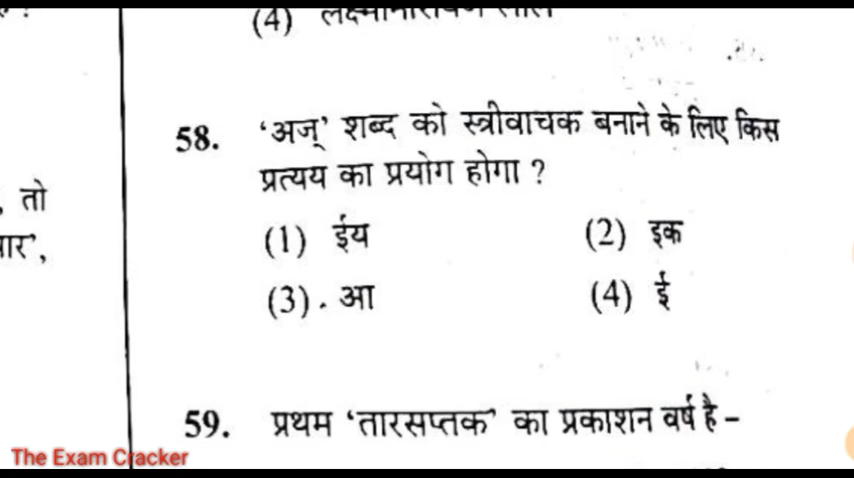 (4)
58. 'अज्' शब्द को स्त्रीवाचक बनाने के लिए किस
प्रत्यय का प्रयोग होगा ?
(1) ईय (2) इक
(3) . आ (4) ई
, तो
59. प्रथम 'तारसप्तक' का प्रकाशन वर्ष है –
The Exam Cracker